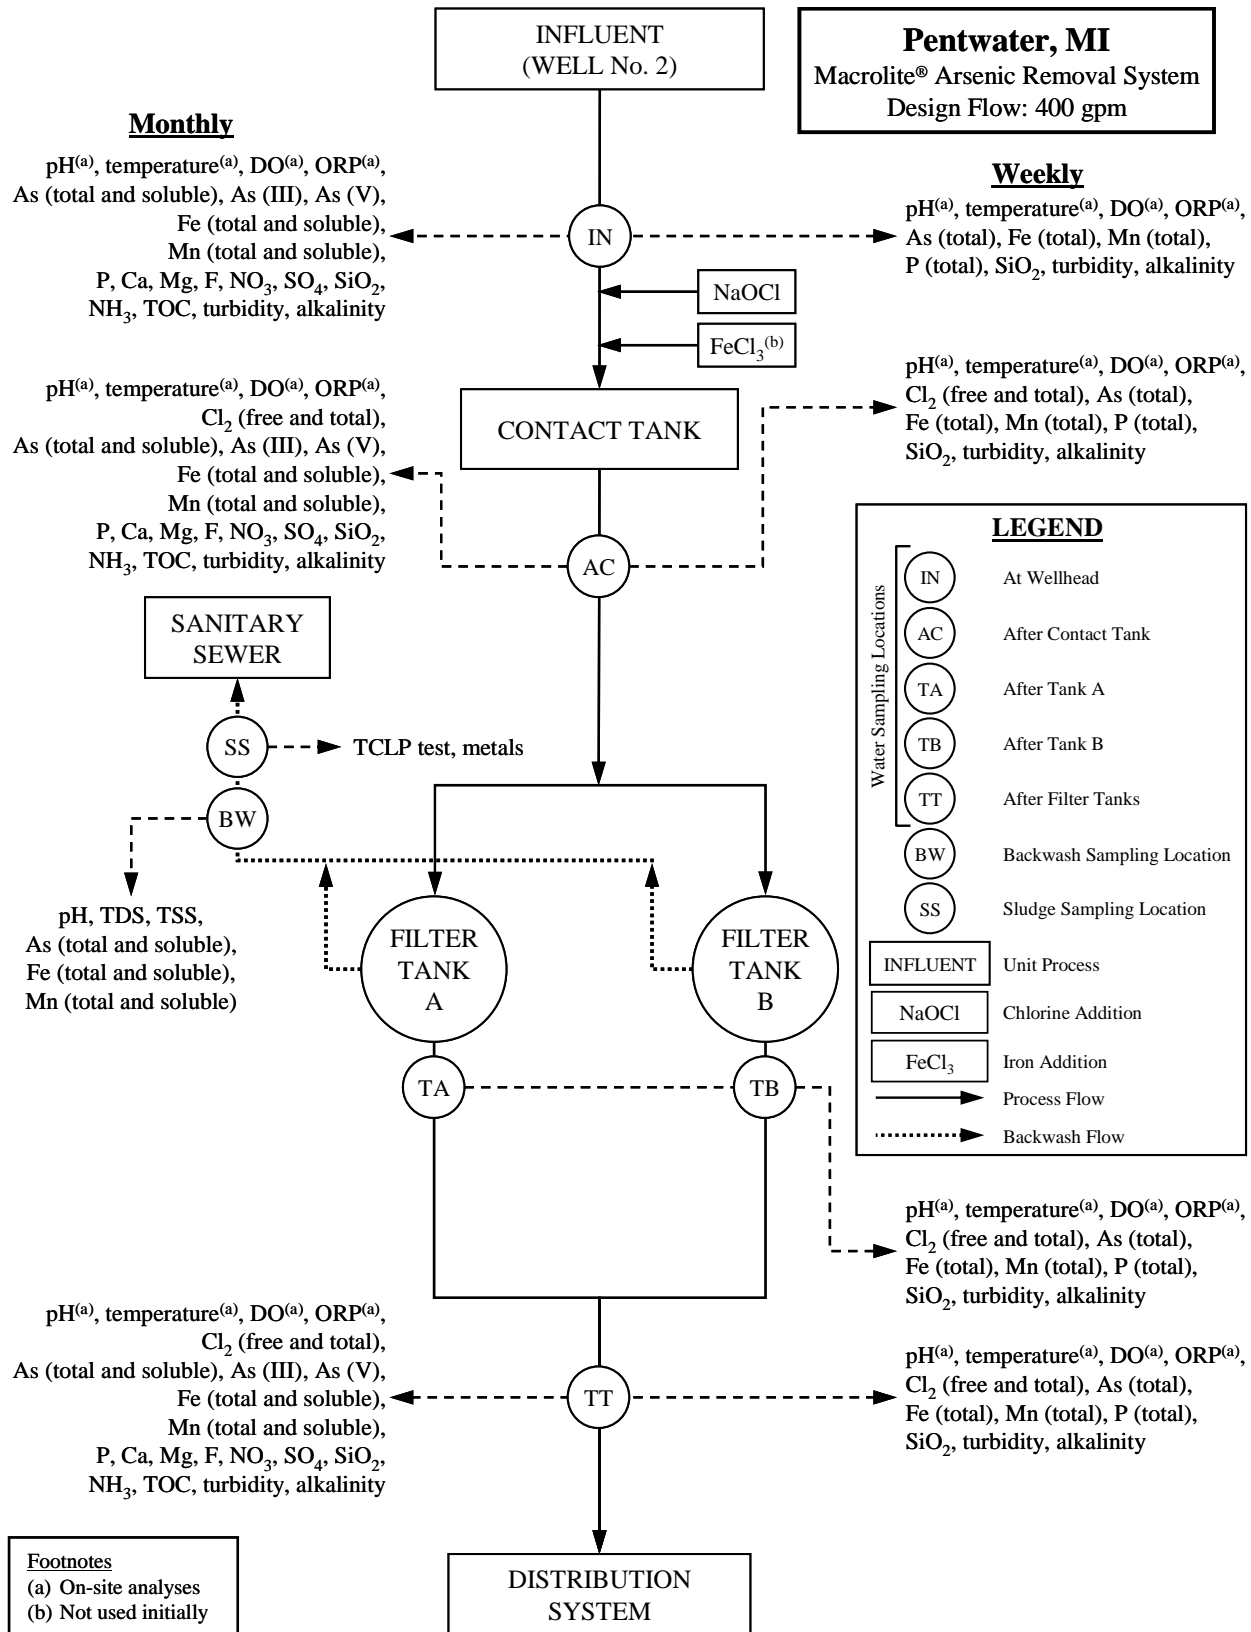 INFLUENT
(WELL No. 2)
Pentwater, MI
Macrolite® Arsenic Removal System
Design Flow: 400 gpm
Monthly
pH(a), temperature(a), DO(a), ORP(a),
As (total and soluble), As (III), As (V),
Fe (total and soluble),
Mn (total and soluble),
P, Ca, Mg, F, NO3, SO4, SiO2,
NH3, TOC, turbidity, alkalinity
IN
Weekly
pH(a), temperature(a), DO(a), ORP(a),
As (total), Fe (total), Mn (total),
P (total), SiO2, turbidity, alkalinity
NaOCl
FeCl3(b)
pH(a), temperature(a), DO(a), ORP(a),
Cl2 (free and total),
As (total and soluble), As (III), As (V),
Fe (total and soluble),
Mn (total and soluble),
P, Ca, Mg, F, NO3, SO4, SiO2,
NH3, TOC, turbidity, alkalinity
CONTACT TANK
pH(a), temperature(a), DO(a), ORP(a),
Cl2 (free and total), As (total),
Fe (total), Mn (total), P (total),
SiO2, turbidity, alkalinity
AC
SANITARY
SEWER
SS
TCLP test, metals
BW
pH, TDS, TSS,
As (total and soluble),
Fe (total and soluble),
Mn (total and soluble)
FILTER
TANK
A
FILTER
TANK
B
TA
TB
LEGEND
Water Sampling Locations
IN At Wellhead
AC After Contact Tank
TA After Tank A
TB After Tank B
TT After Filter Tanks
BW Backwash Sampling Location
SS Sludge Sampling Location
INFLUENT Unit Process
NaOCl Chlorine Addition
FeCl3 Iron Addition
Process Flow
Backwash Flow
pH(a), temperature(a), DO(a), ORP(a),
Cl2 (free and total), As (total),
Fe (total), Mn (total), P (total),
SiO2, turbidity, alkalinity
pH(a), temperature(a), DO(a), ORP(a),
Cl2 (free and total),
As (total and soluble), As (III), As (V),
Fe (total and soluble),
Mn (total and soluble),
P, Ca, Mg, F, NO3, SO4, SiO2,
NH3, TOC, turbidity, alkalinity
TT
pH(a), temperature(a), DO(a), ORP(a),
Cl2 (free and total), As (total),
Fe (total), Mn (total), P (total),
SiO2, turbidity, alkalinity
Footnotes
(a) On-site analyses
(b) Not used initially
DISTRIBUTION
SYSTEM